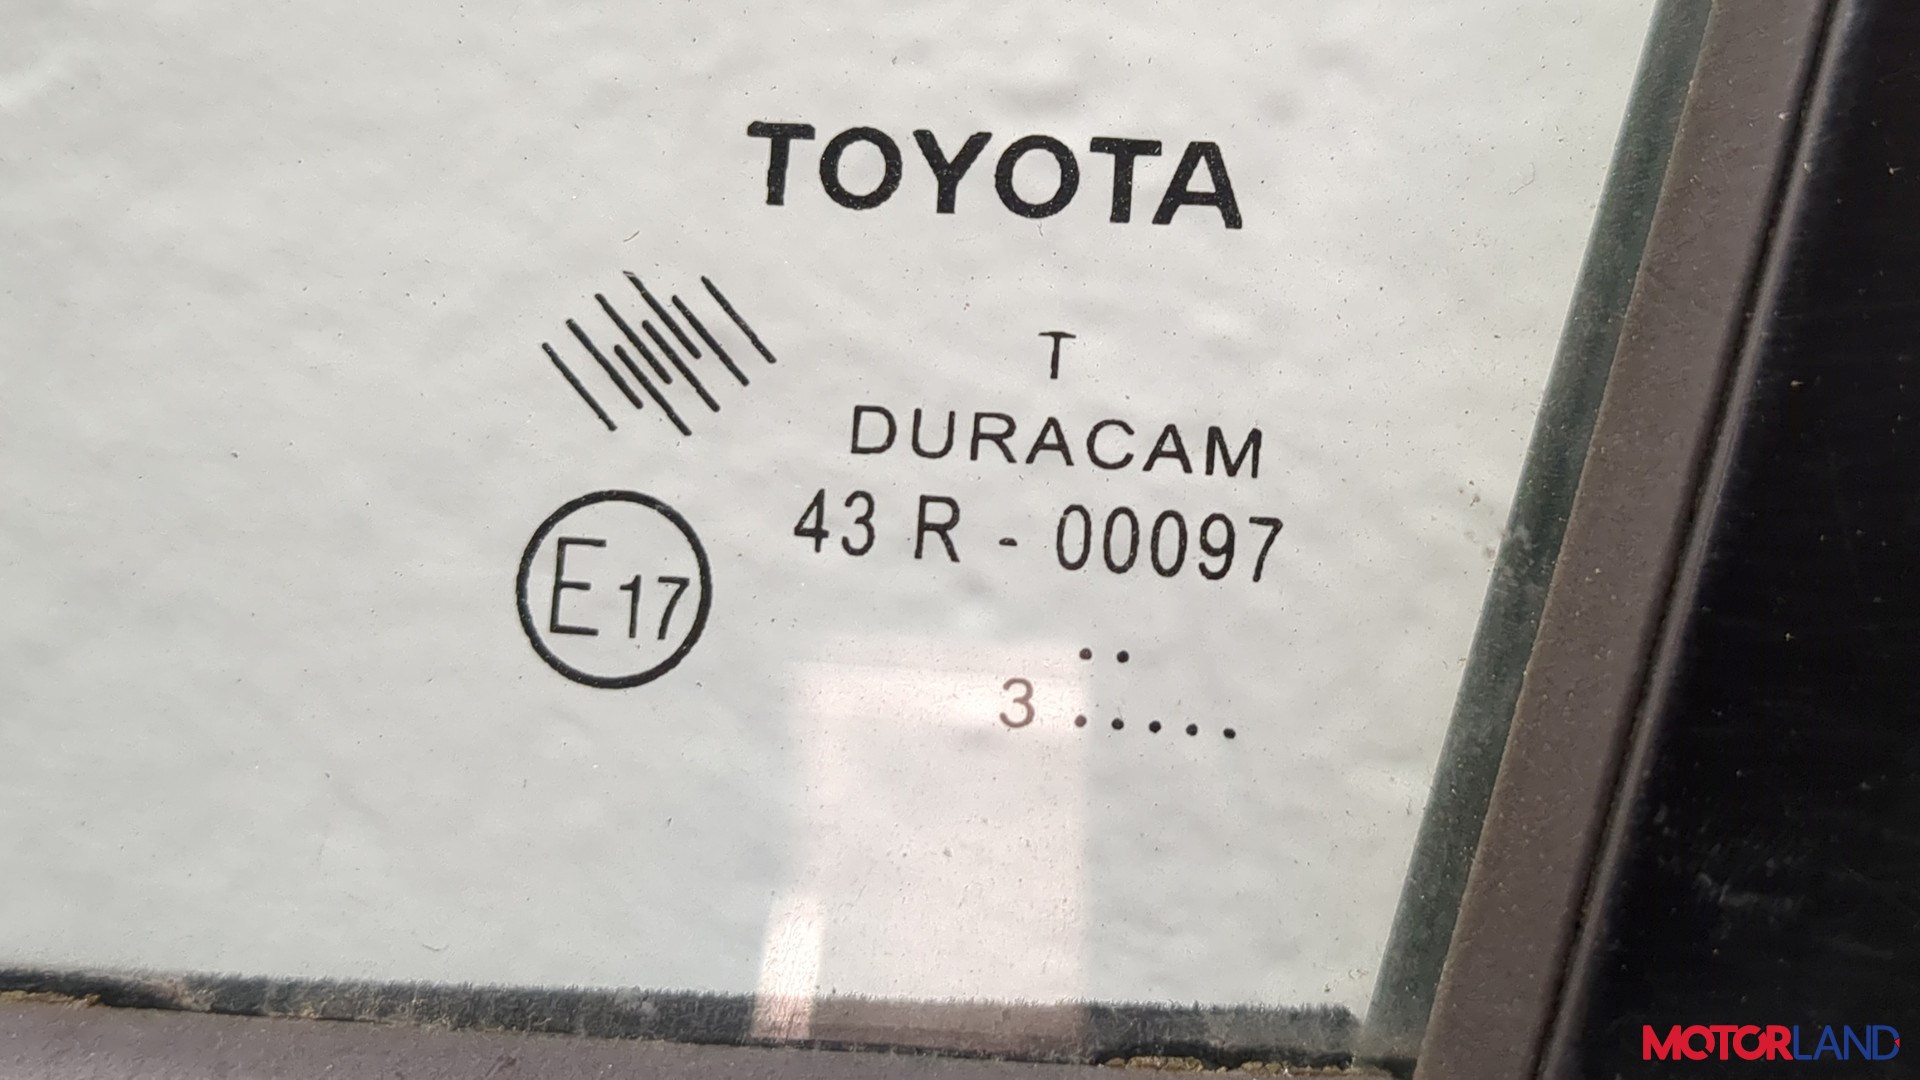 TOYOTA
T
DURACAM
43 R - 00097
E17
..
3 .....
MOTORLAND